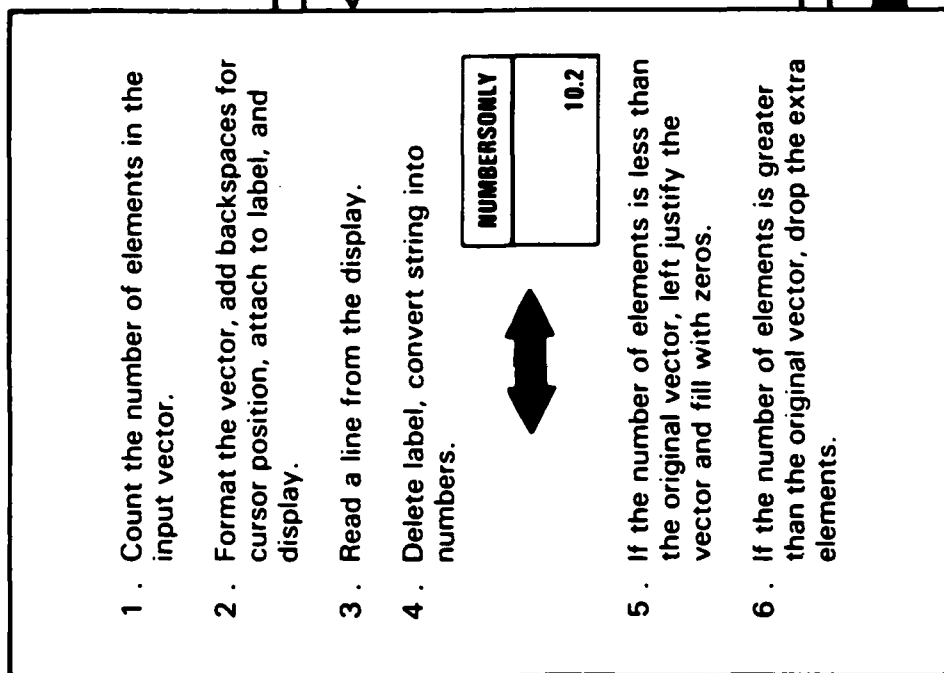 1. Count the number of elements in the
input vector.
2. Format the vector, add backspaces for
cursor position, attach to label, and
display.
3. Read a line from the display.
4. Delete label, convert string into
numbers.
NUMBERSONLY
10.2
5. If the number of elements is less than
the original vector, left justify the
vector and fill with zeros.
6. If the number of elements is greater
than the original vector, drop the extra
elements.